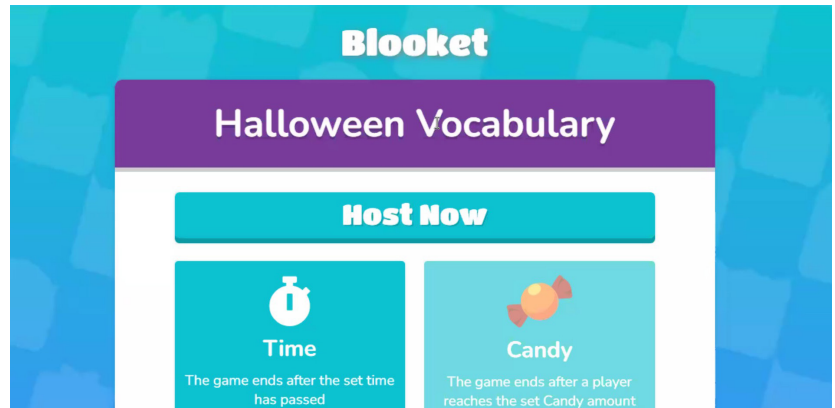 Blooket
Halloween Vocabulary
Host Now
Time
The game ends after the set time
has passed
Candy
The game ends after a player
reaches the set Candy amount